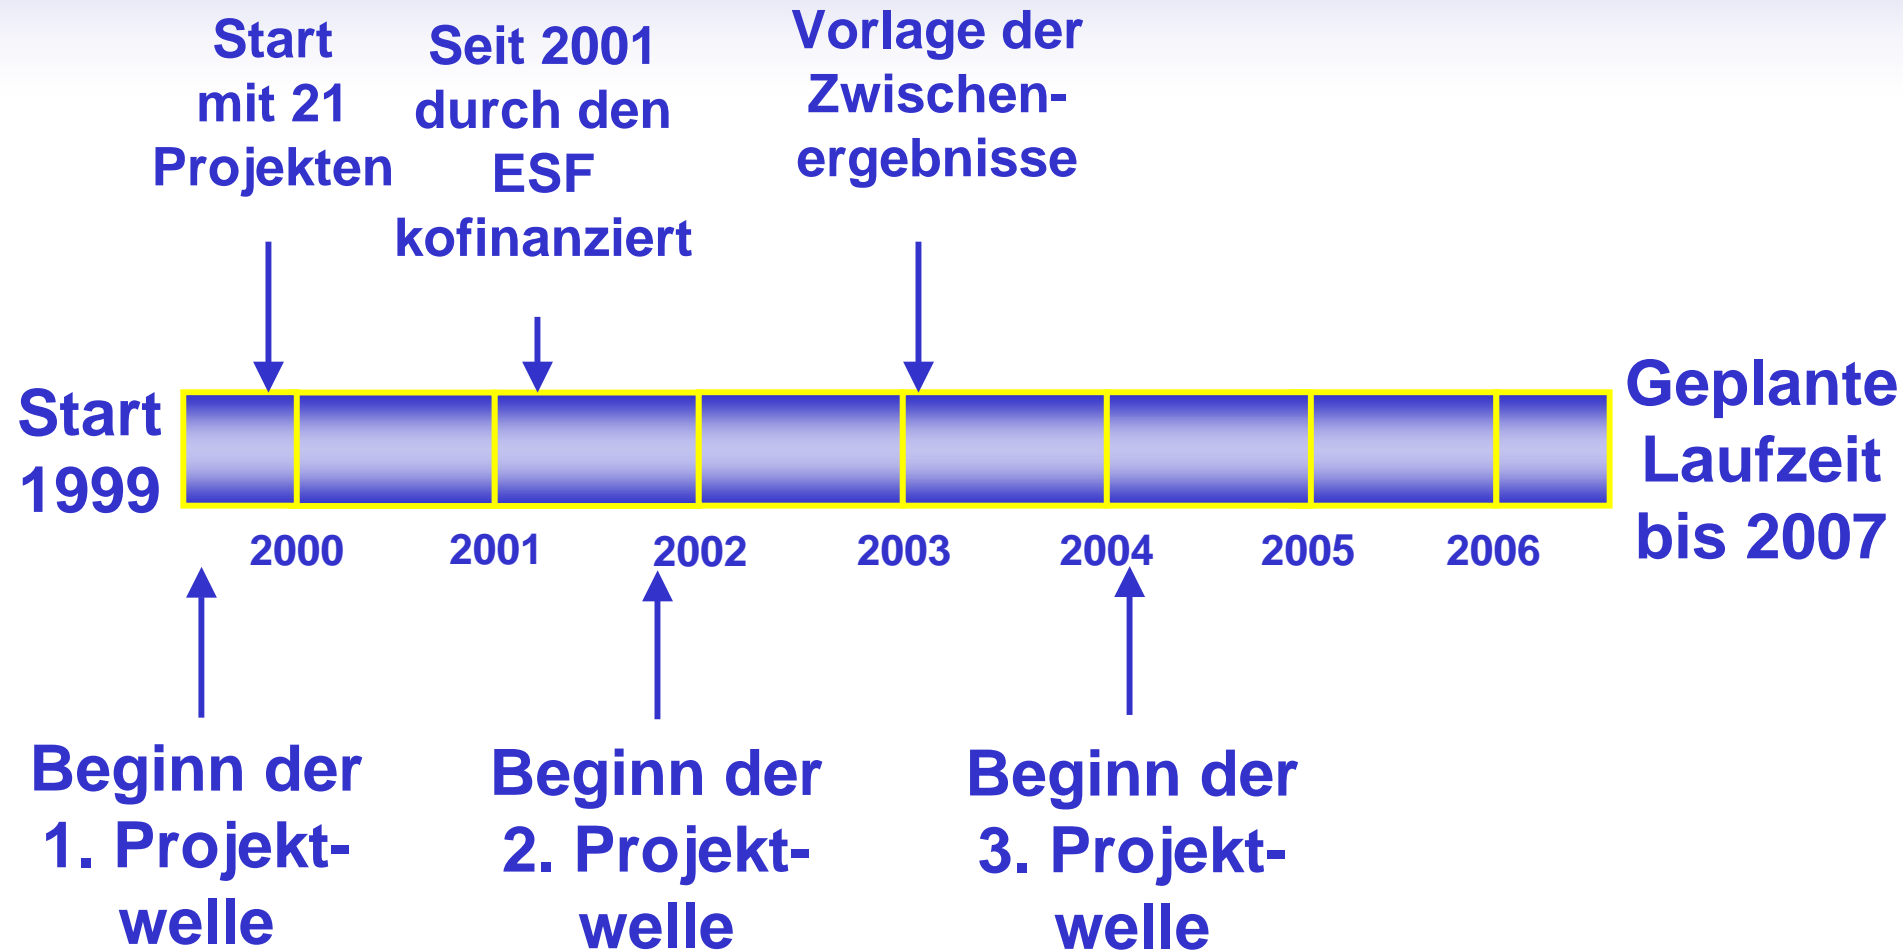 Start
mit 21
Projekten
Seit 2001
durch den
ESF
kofinanziert
Vorlage der
Zwischen-
ergebnisse
Start
1999
Geplante
Laufzeit
bis 2007
2000
2001
2002
2003
2004
2005
2006
Beginn der
1. Projekt-
welle
Beginn der
2. Projekt-
welle
Beginn der
3. Projekt-
welle